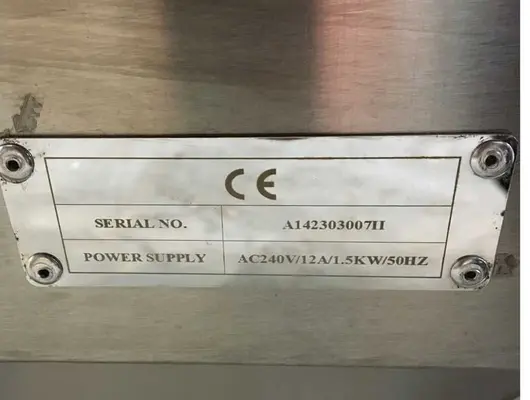 CE
SERIAL NO. A142303007II
POWER SUPPLY AC240V/12A/1.5KW/50HZ